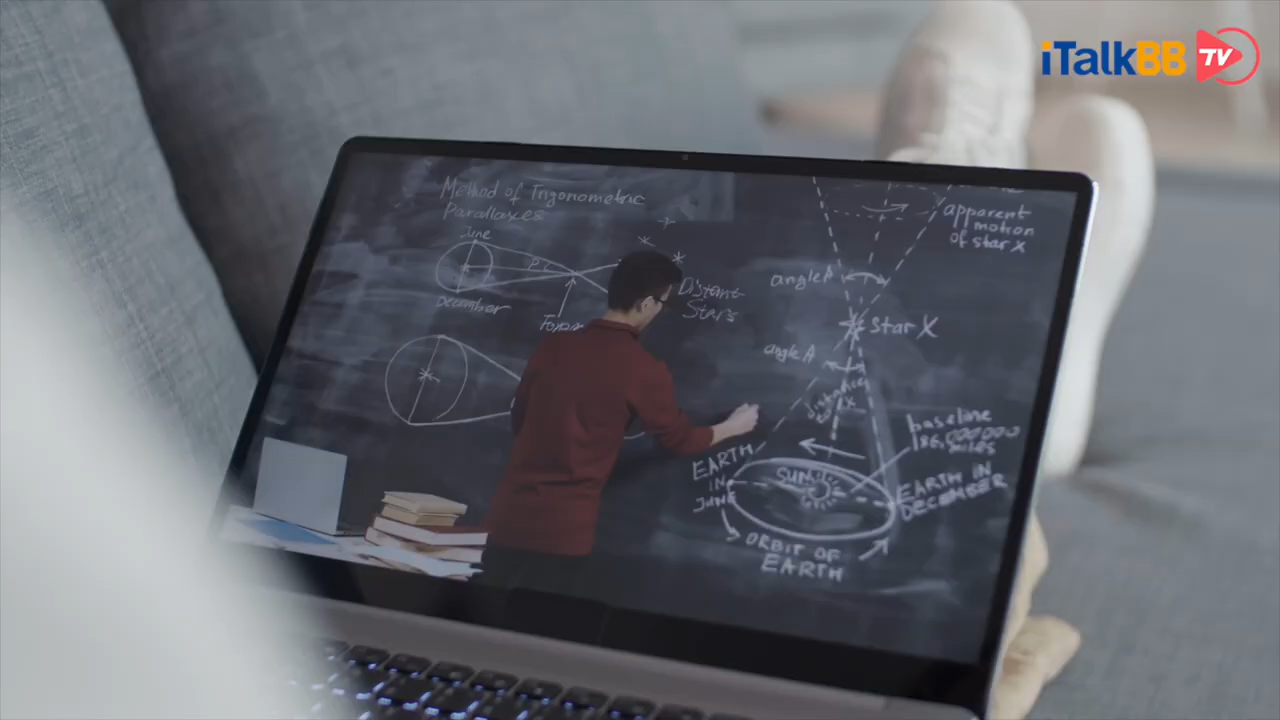 iTalkBB TV
Method of Trigonometric
Parallaxes
June
December
Distant
Stars
apparent
motion
of star X
angle A
Star X
angle A
distance
baseline
186,000,000
miles
EARTH
IN
JUNE
SUN
EARTH IN
DECEMBER
ORBIT OF
EARTH